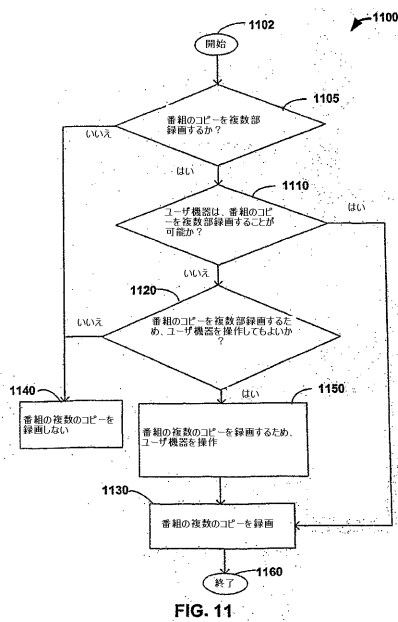 1100
1102
開始
1105
番組のコピーを複数部
録画するか?
いいえ
はい
1110
ユーザ機器は、番組のコピ
ーを複数部録画することが
可能か?
はい
いいえ
1120
番組のコピーを複数部録画するた
め、ユーザ機器を操作してもよいか
?
いいえ
はい
1140
番組の複数のコピーを
録画しない
1150
番組の複数のコピーを録画するため、
ユーザ機器を操作
1130
番組の複数のコピーを録画
1160
終了
FIG. 11